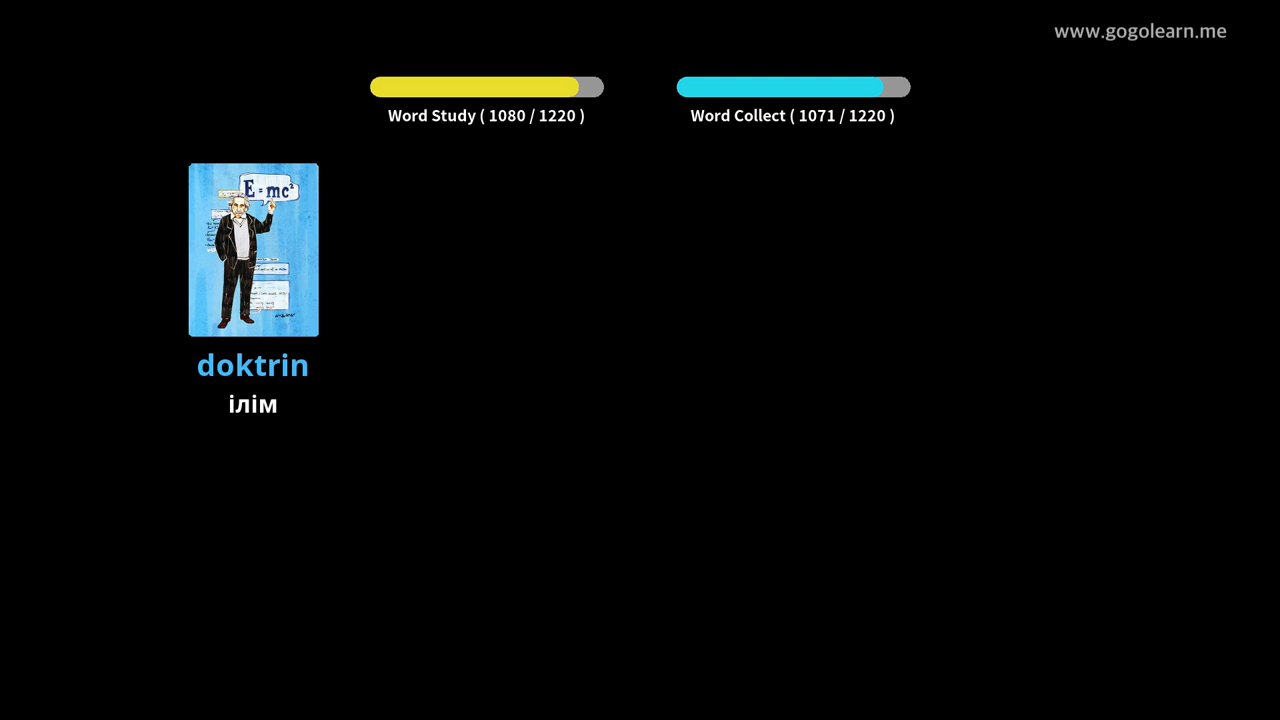 www.gogolearn.me
Word Study ( 1080 / 1220 )
Word Collect ( 1071 / 1220 )
E = mc²
doktrin
ілім